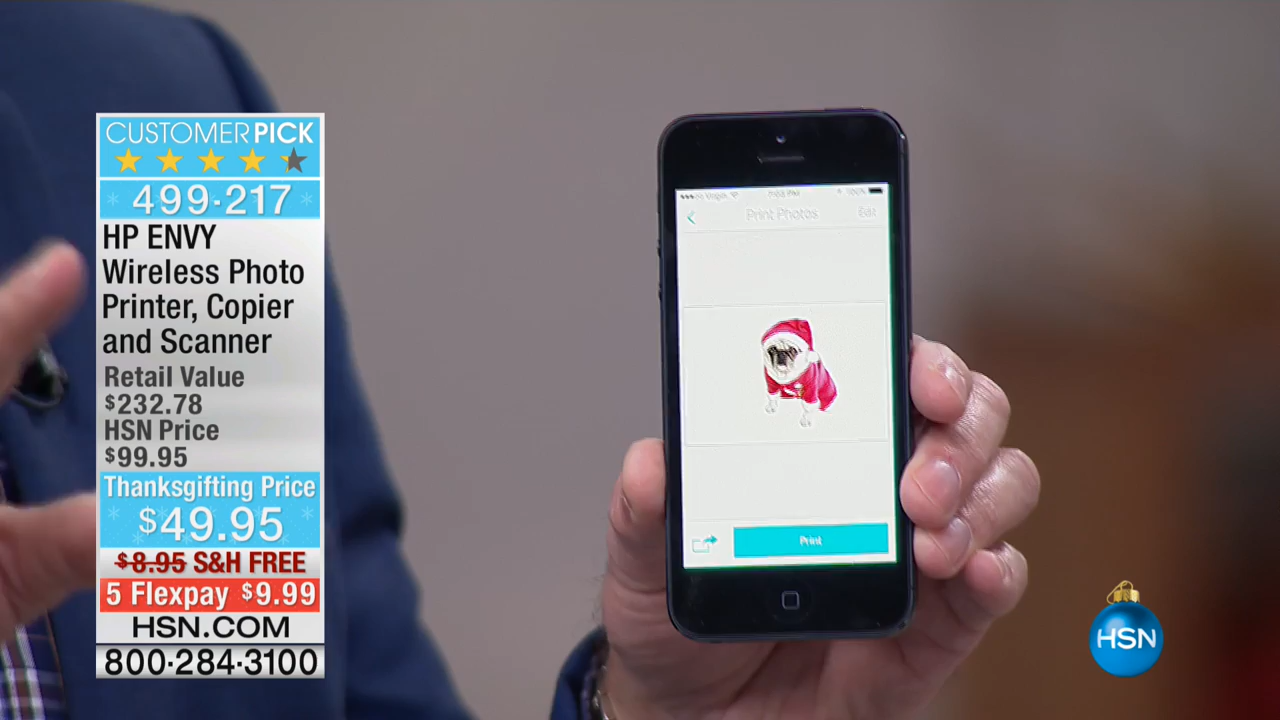 CUSTOMERPICK
499·217
HP ENVY
Wireless Photo
Printer, Copier
and Scanner
Retail Value
$232.78
HSN Price
$99.95
Thanksgifting Price
$49.95
$8.95 S&H FREE
5 Flexpay $9.99
HSN.COM
800·284·3100
Print Photos
Edit
Print
HSN